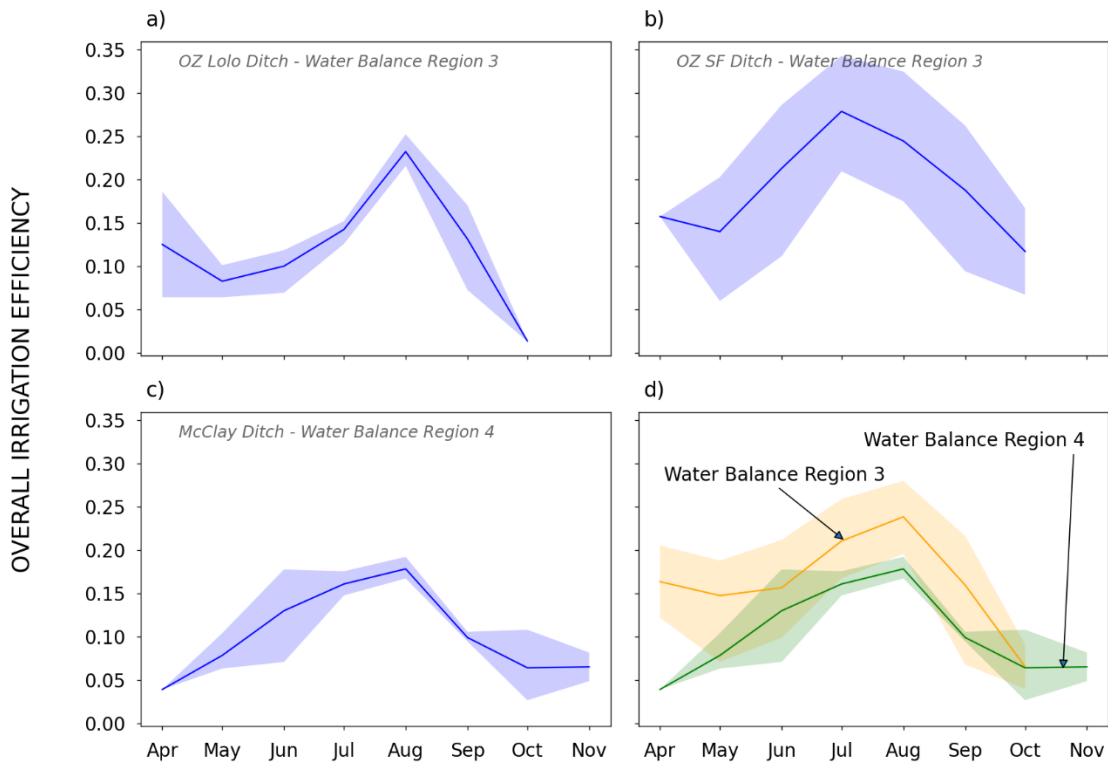 a)
OZ Lolo Ditch - Water Balance Region 3
0.35
0.30
0.25
0.20
0.15
0.10
0.05
0.00
b)
OZ SF Ditch - Water Balance Region 3
OVERALL IRRIGATION EFFICIENCY
c)
McClay Ditch - Water Balance Region 4
0.35
0.30
0.25
0.20
0.15
0.10
0.05
0.00
Apr May Jun Jul Aug Sep Oct Nov
d)
Water Balance Region 4
Water Balance Region 3
Apr May Jun Jul Aug Sep Oct Nov